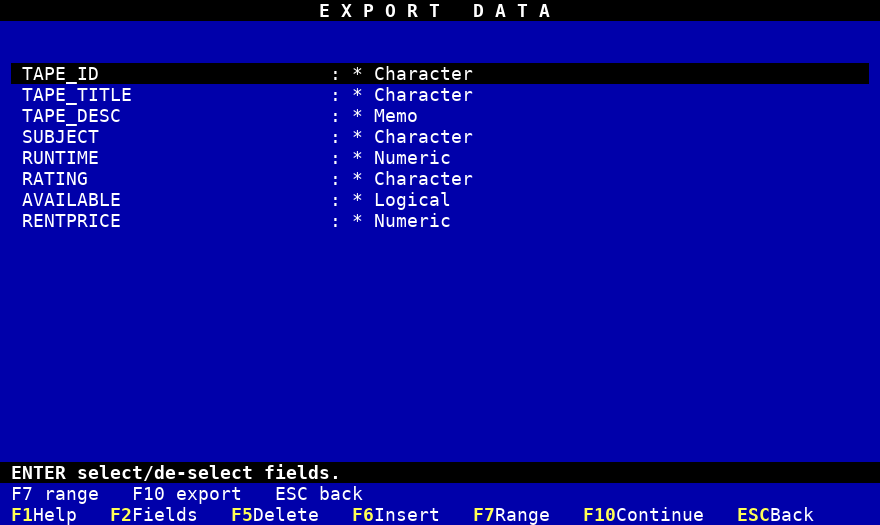 E X P O R T   D A T A
TAPE_ID                     : * Character
TAPE_TITLE                  : * Character
TAPE_DESC                   : * Memo
SUBJECT                     : * Character
RUNTIME                     : * Numeric
RATING                      : * Character
AVAILABLE                   : * Logical
RENTPRICE                   : * Numeric
ENTER select/de-select fields.
F7 range   F10 export   ESC back
F1Help   F2Fields   F5Delete   F6Insert   F7Range   F10Continue   ESCBack